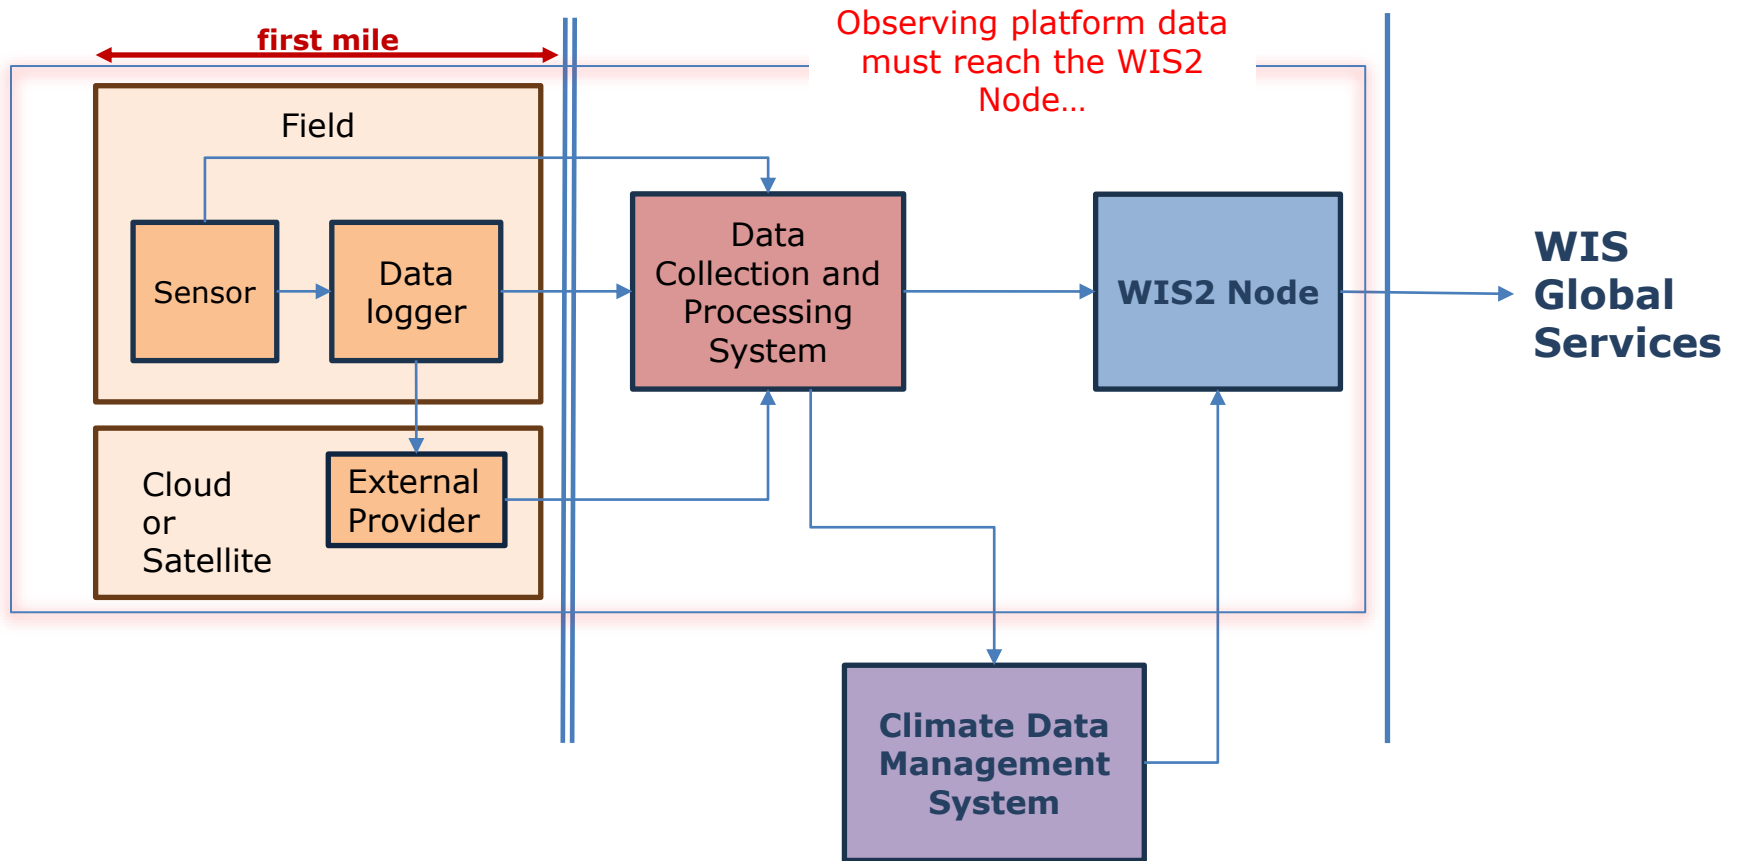 first mile
Observing platform data
must reach the WIS2
Node…
Field
Sensor
Data
logger
Data
Collection and
Processing
System
WIS2 Node
WIS
Global
Services
Cloud
or
Satellite
External
Provider
Climate Data
Management
System